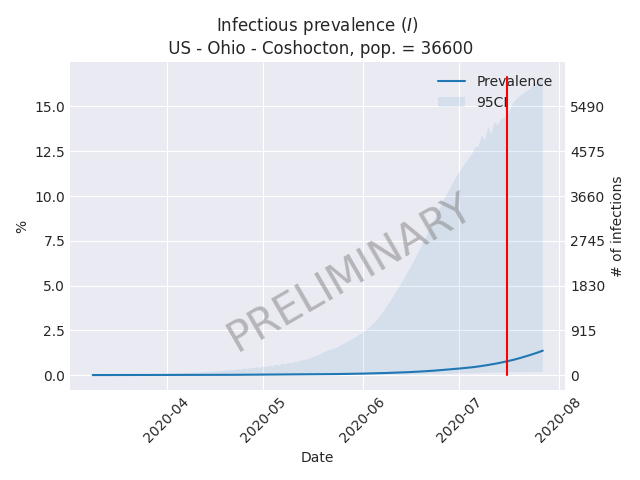 Infectious prevalence (I)
US - Ohio - Coshocton, pop. = 36600
Prevalence
95CI
15.0
12.5
10.0
7.5
5.0
2.5
0.0
%
5490
4575
3660
2745
1830
915
0
# of infections
PRELIMINARY
2020-04
2020-05
2020-06
2020-07
2020-08
Date